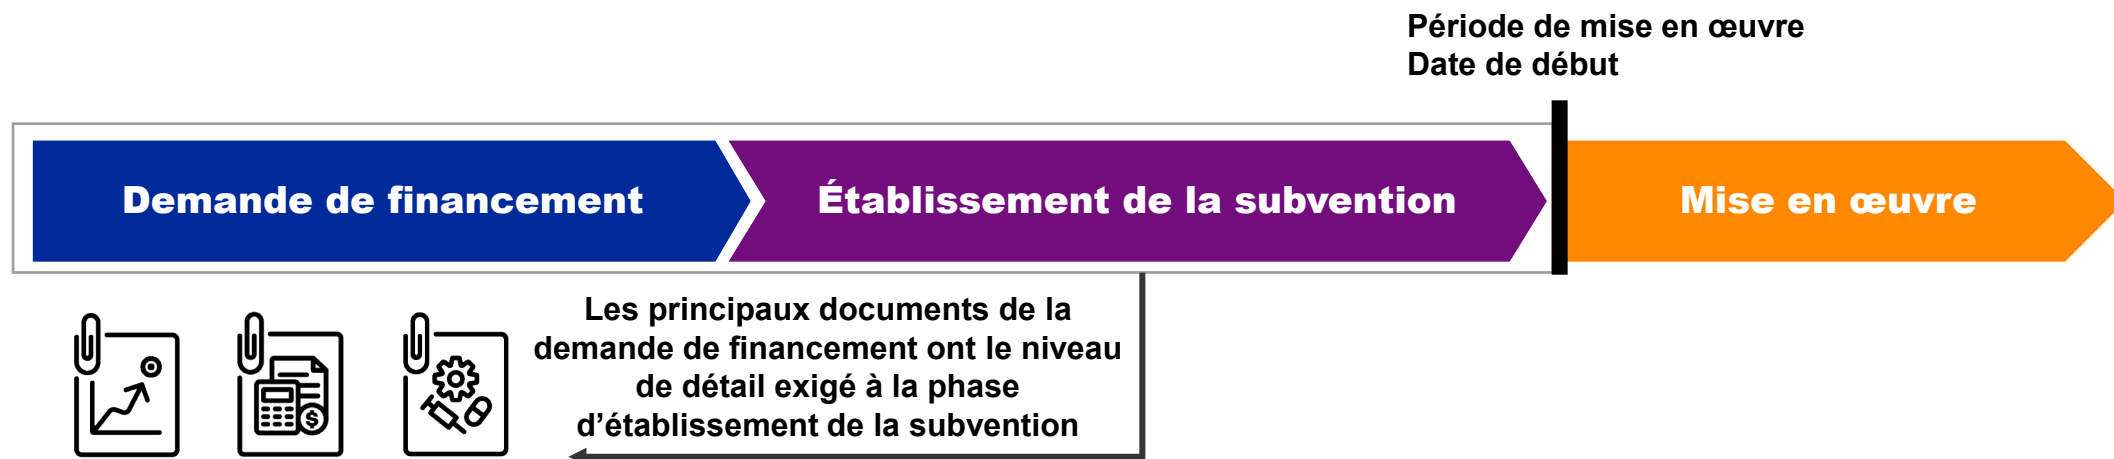 Période de mise en œuvre
Date de début
Demande de financement
Établissement de la subvention
Mise en œuvre
Les principaux documents de la
demande de financement ont le niveau
de détail exigé à la phase
d’établissement de la subvention
$